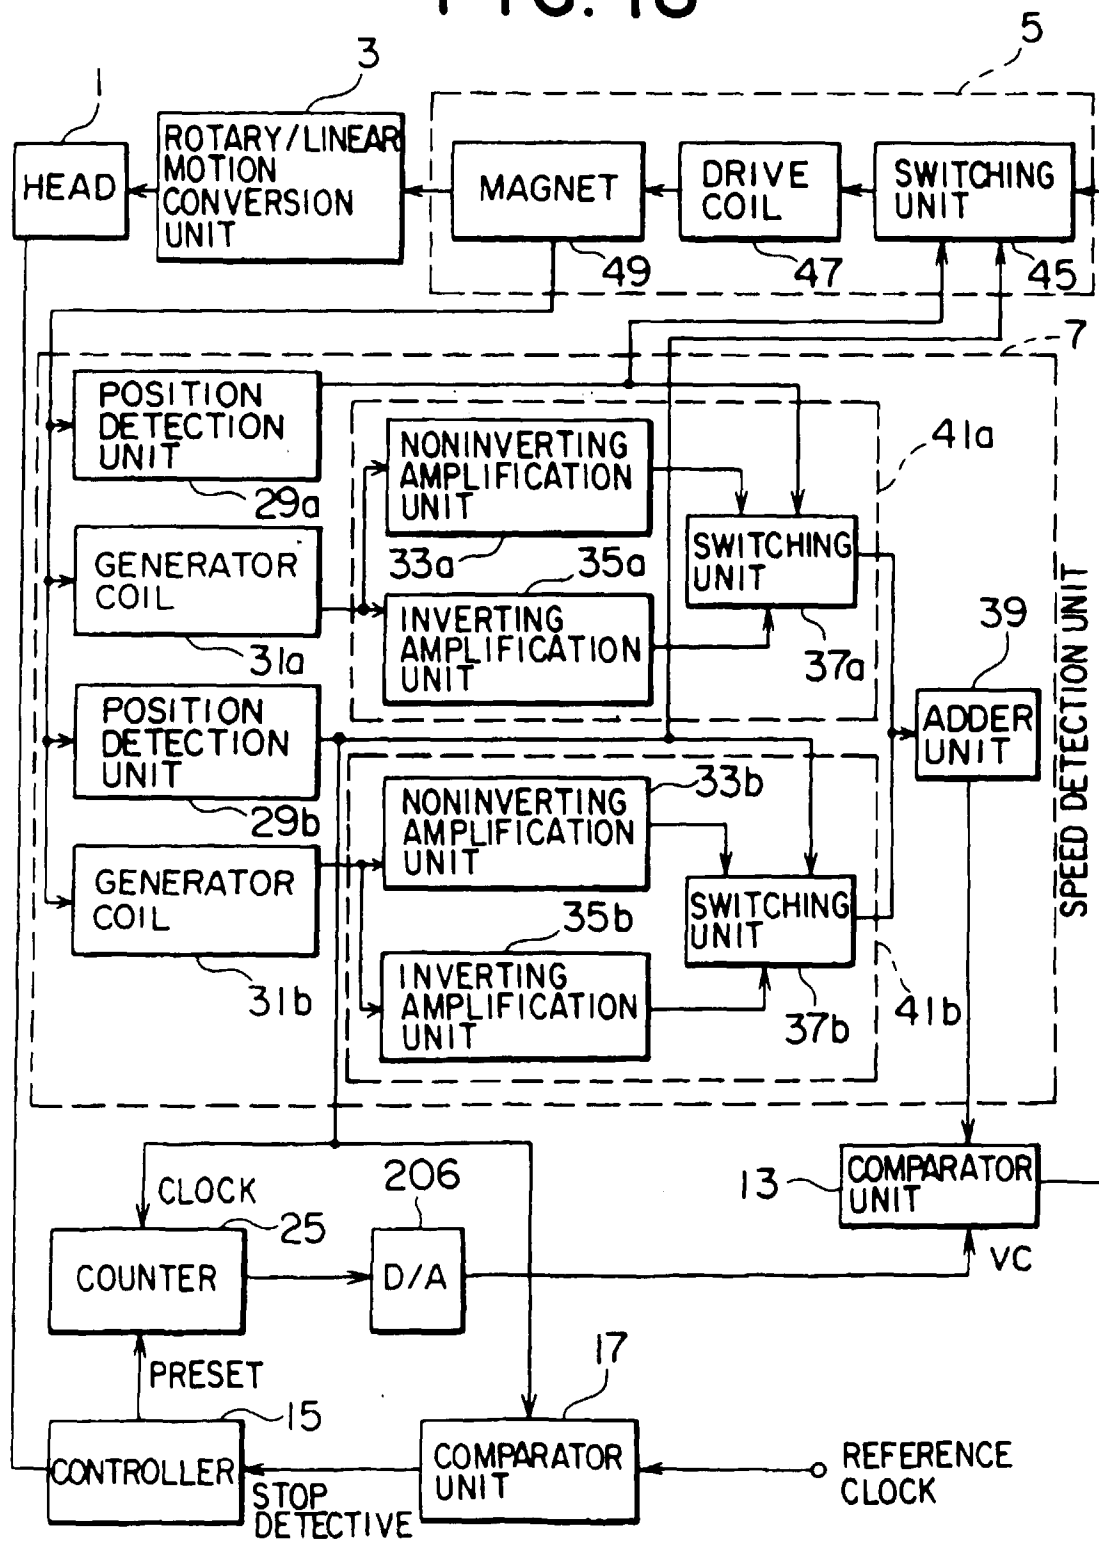 FIG. 18
1
3
5
HEAD
ROTARY/LINEAR
MOTION
CONVERSION
UNIT
MAGNET
DRIVE
COIL
SWITCHING
UNIT
49
47
45
7
POSITION
DETECTION
UNIT
29a
NONINVERTING
AMPLIFICATION
UNIT
33a
41a
GENERATOR
COIL
31a
35a
INVERTING
AMPLIFICATION
UNIT
SWITCHING
UNIT
37a
39
ADDER
UNIT
SPEED DETECTION UNIT
POSITION
DETECTION
UNIT
29b
NONINVERTING
AMPLIFICATION
UNIT
33b
GENERATOR
COIL
31b
35b
INVERTING
AMPLIFICATION
UNIT
SWITCHING
UNIT
37b
41b
CLOCK
25
COUNTER
206
D/A
13
COMPARATOR
UNIT
VC
PRESET
15
CONTROLLER
STOP
DETECTIVE
17
COMPARATOR
UNIT
REFERENCE
CLOCK